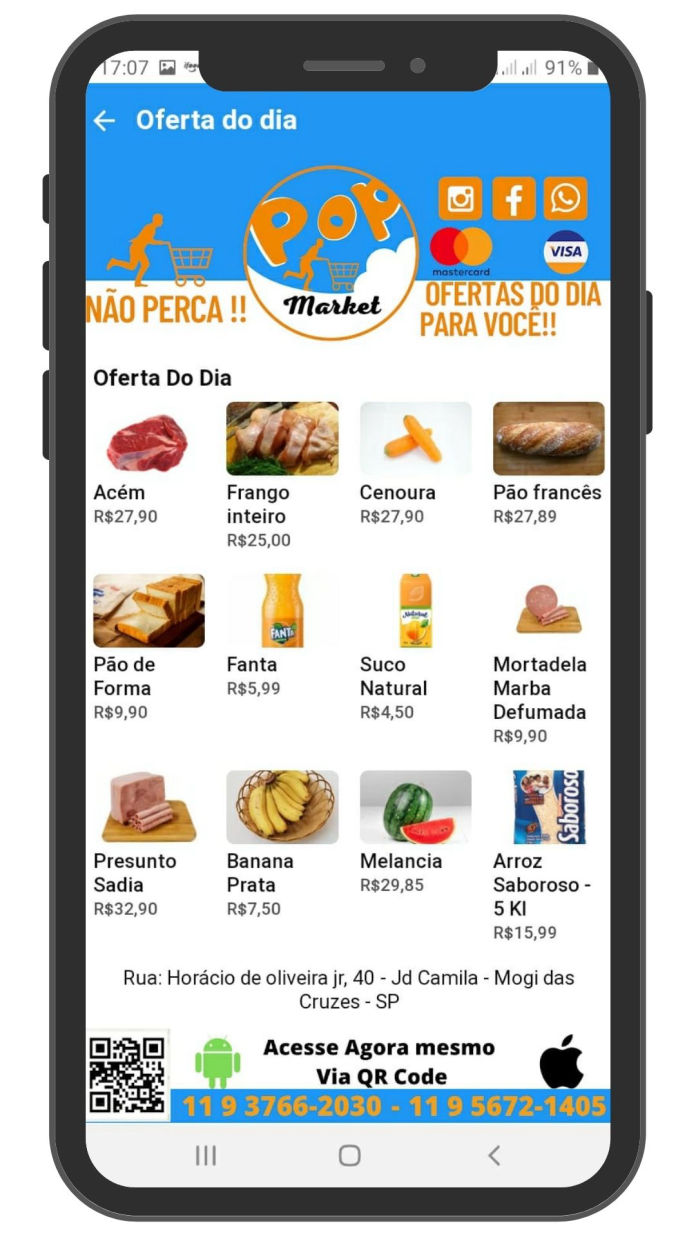 17:07
91%
Oferta do dia
Pop
Market
mastercard
VISA
NÃO PERCA !!
OFERTAS DO DIA
PARA VOCÊ!!
Oferta Do Dia
Acém
R$27,90
Frango
inteiro
R$25,00
Cenoura
R$27,90
Pão francês
R$27,89
FANTA
Natural
Pão de
Forma
R$9,90
Fanta
R$5,99
Suco
Natural
R$4,50
Mortadela
Marba
Defumada
R$9,90
Saboroso
Presunto
Sadia
R$32,90
Banana
Prata
R$7,50
Melancia
R$29,85
Arroz
Saboroso -
5 Kl
R$15,99
Rua: Horácio de oliveira jr, 40 - Jd Camila - Mogi das
Cruzes - SP
Acesse Agora mesmo
Via QR Code
11 9 3766-2030 - 11 9 5672-1405